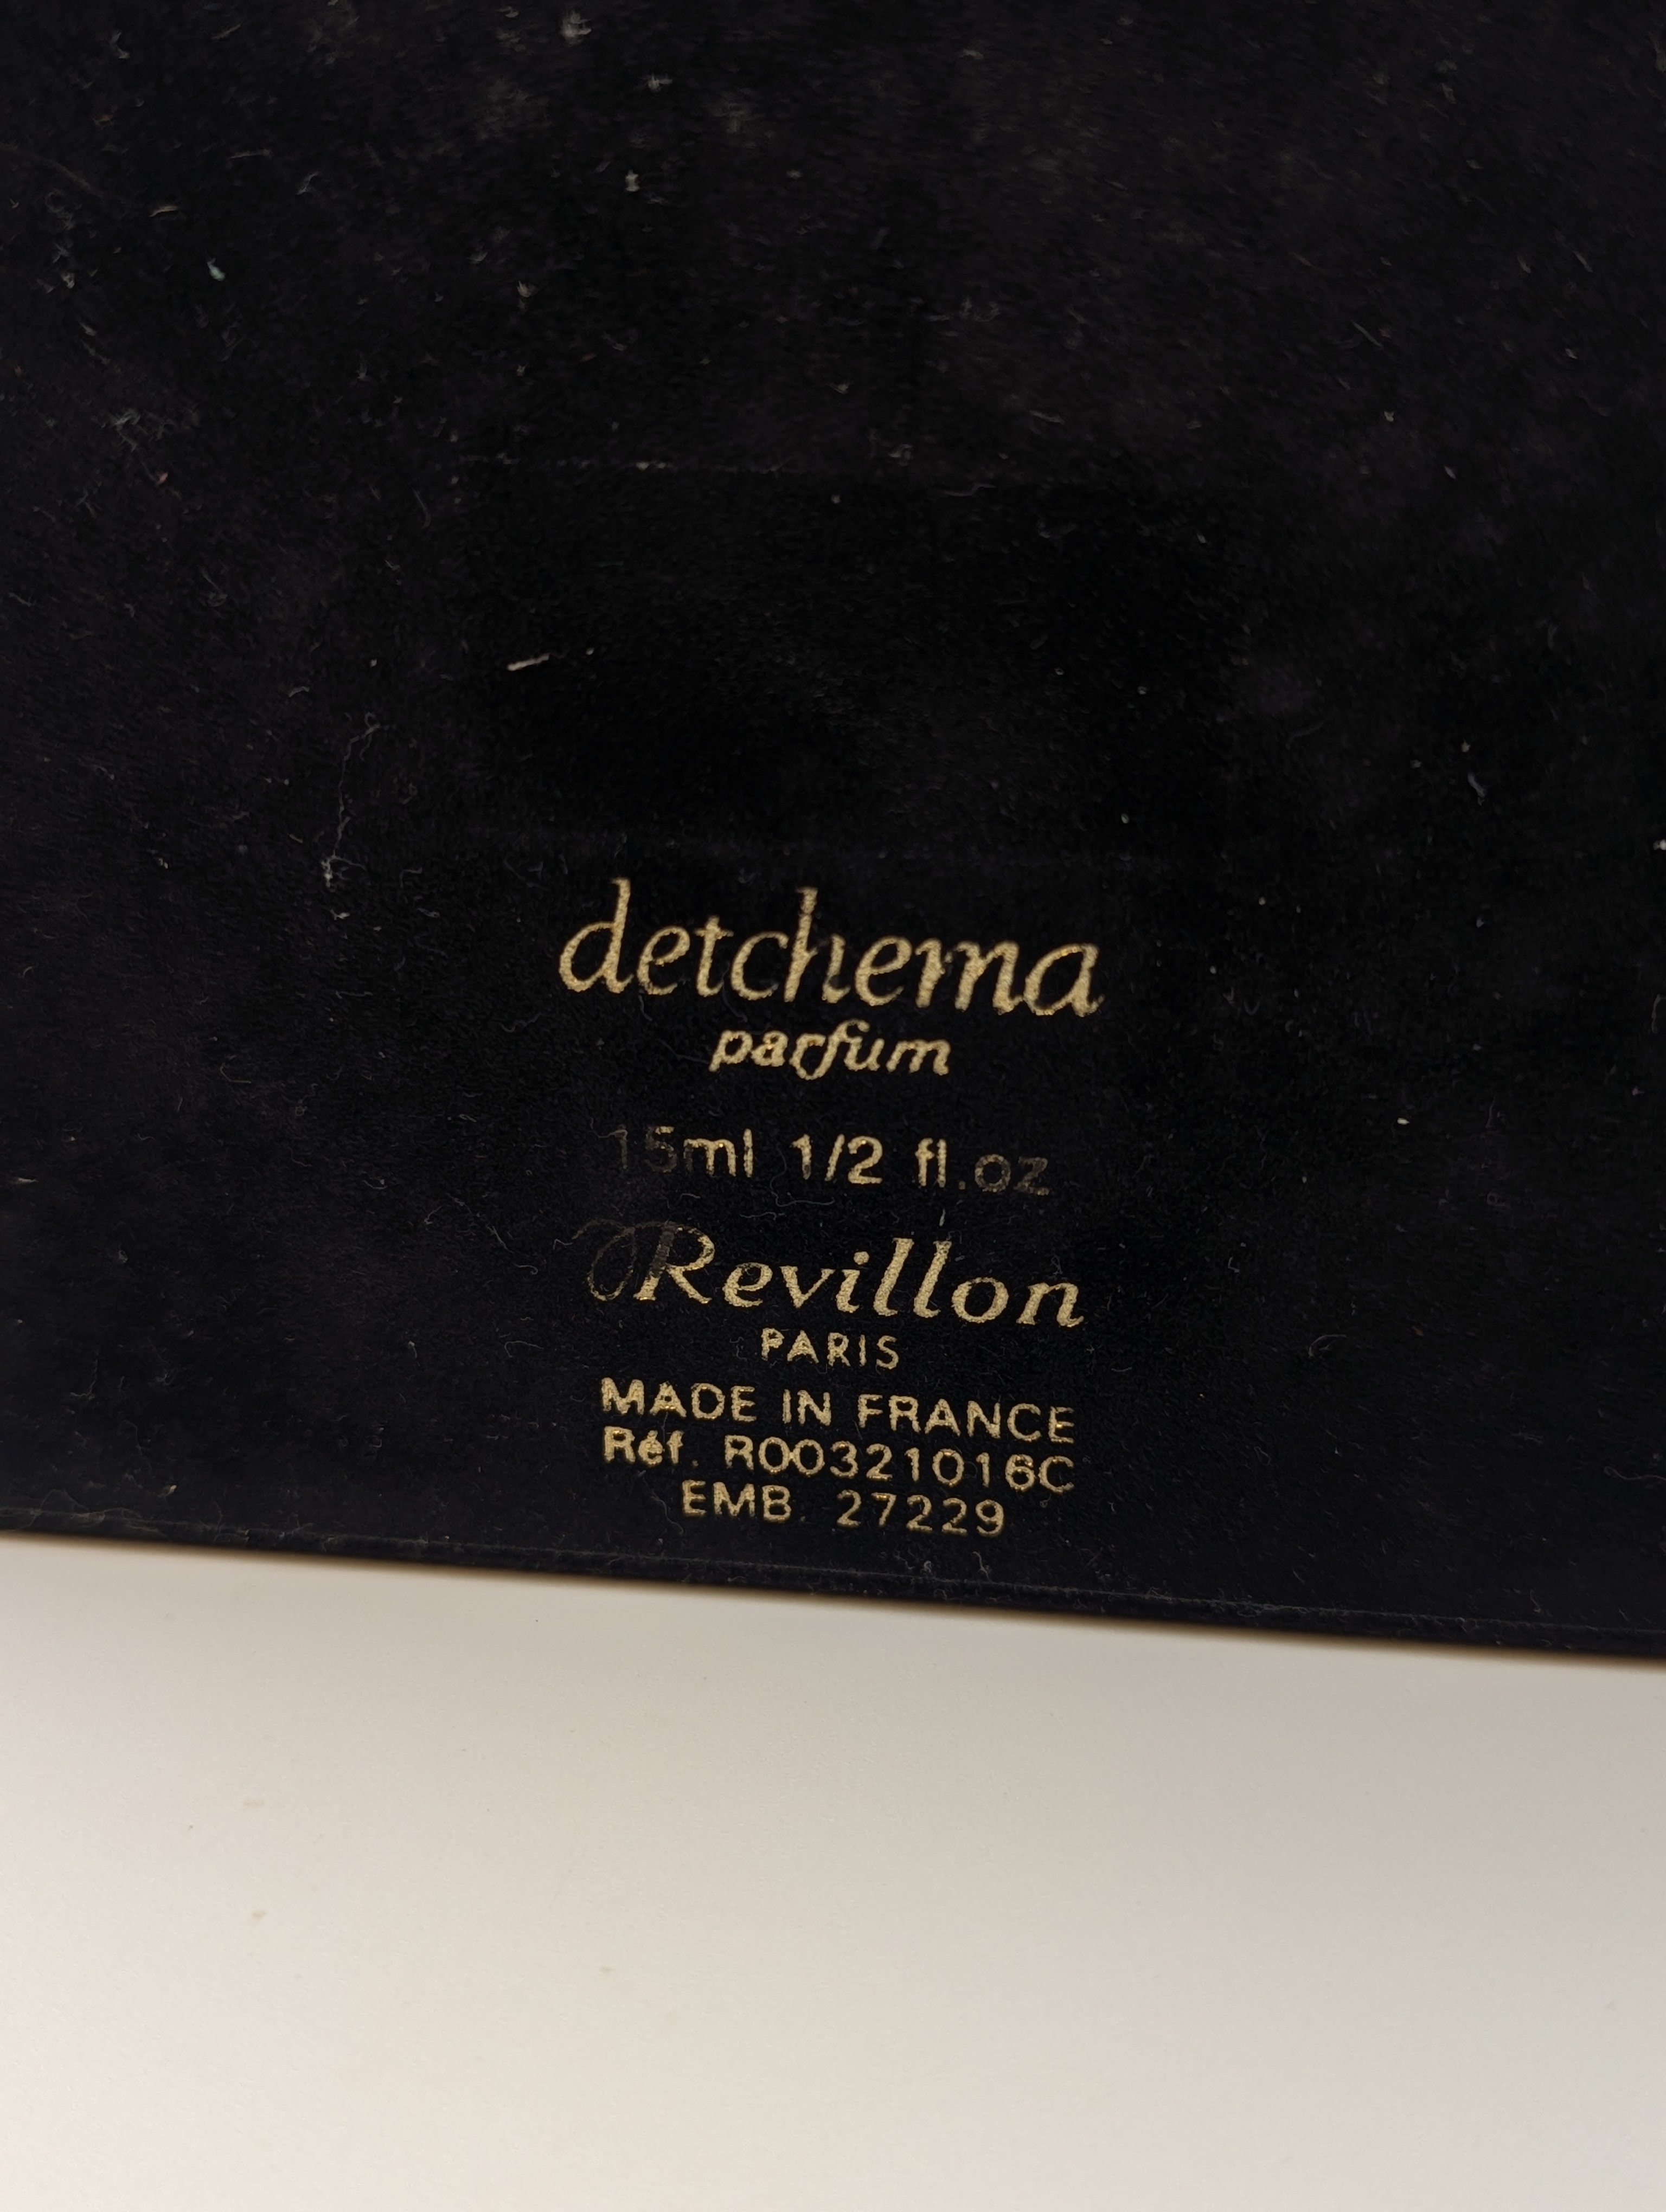 detchema
parfum
15ml 1/2 fl.oz
Revillon
PARIS
MADE IN FRANCE
Réf. R00321016C
EMB. 27229